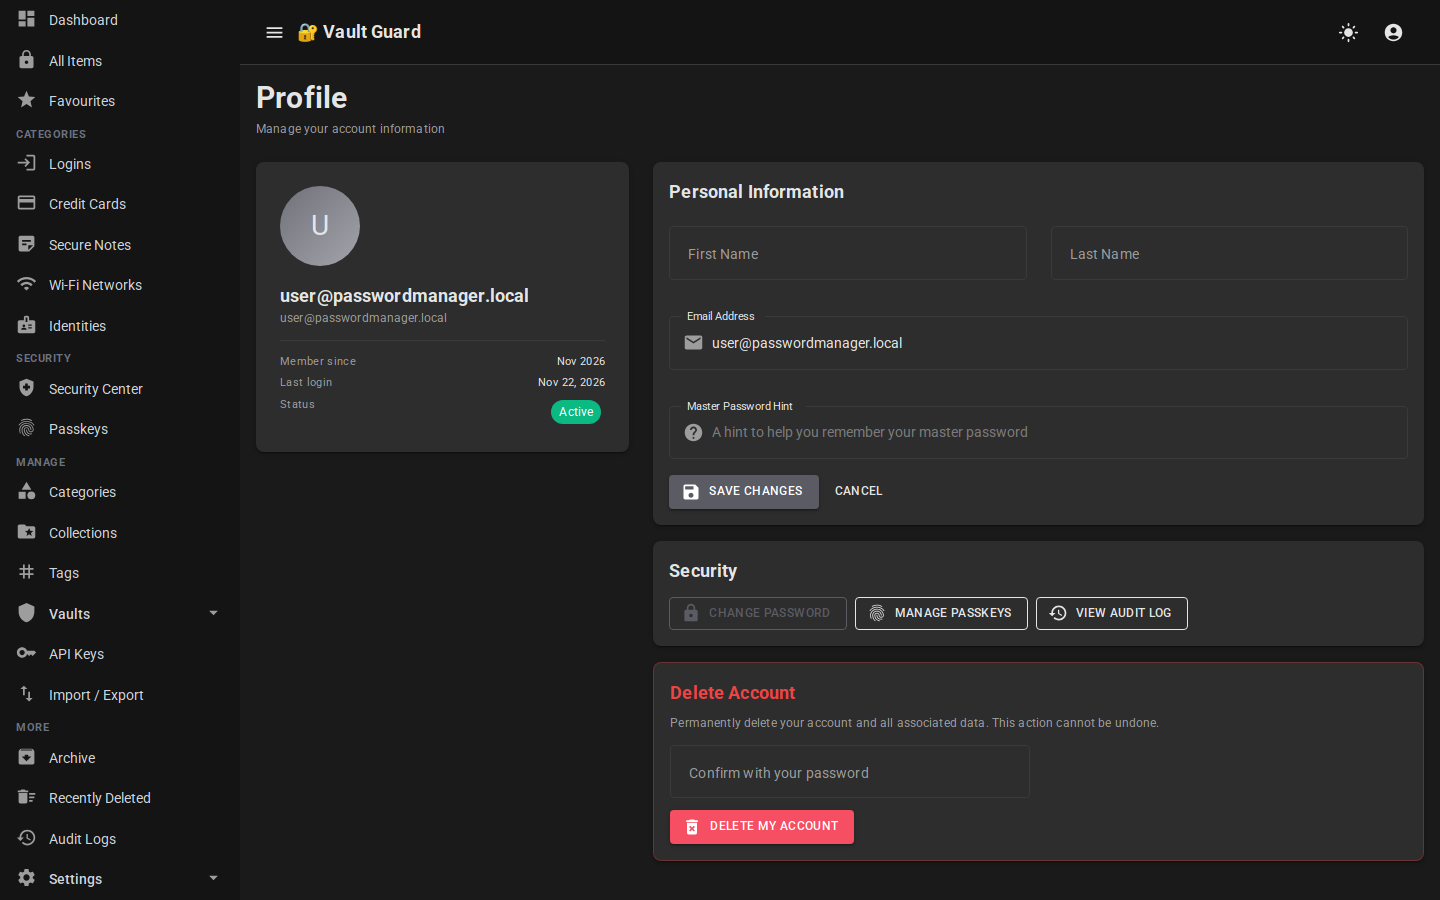 Dashboard
All Items
Favourites
CATEGORIES
Logins
Credit Cards
Secure Notes
Wi-Fi Networks
Identities
SECURITY
Security Center
Passkeys
MANAGE
Categories
Collections
Tags
Vaults
API Keys
Import / Export
MORE
Archive
Recently Deleted
Audit Logs
Settings
Vault Guard
Profile
Manage your account information
U
user@passwordmanager.local
user@passwordmanager.local
Member since Nov 2026
Last login Nov 22, 2026
Status Active
Personal Information
First Name Last Name
Email Address
user@passwordmanager.local
Master Password Hint
A hint to help you remember your master password
SAVE CHANGES CANCEL
Security
CHANGE PASSWORD MANAGE PASSKEYS VIEW AUDIT LOG
Delete Account
Permanently delete your account and all associated data. This action cannot be undone.
Confirm with your password
DELETE MY ACCOUNT